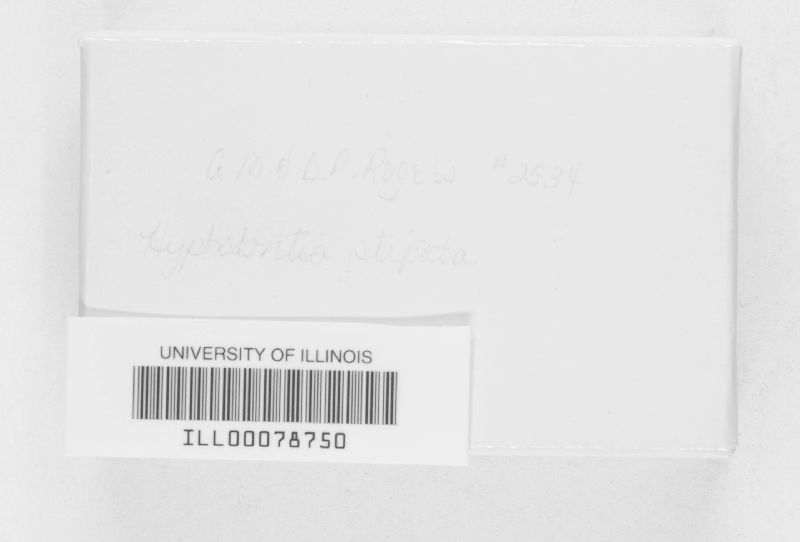 A. M. & D. P. Rogers #2534
Hyphodontia stipata
UNIVERSITY OF ILLINOIS
ILL00078750